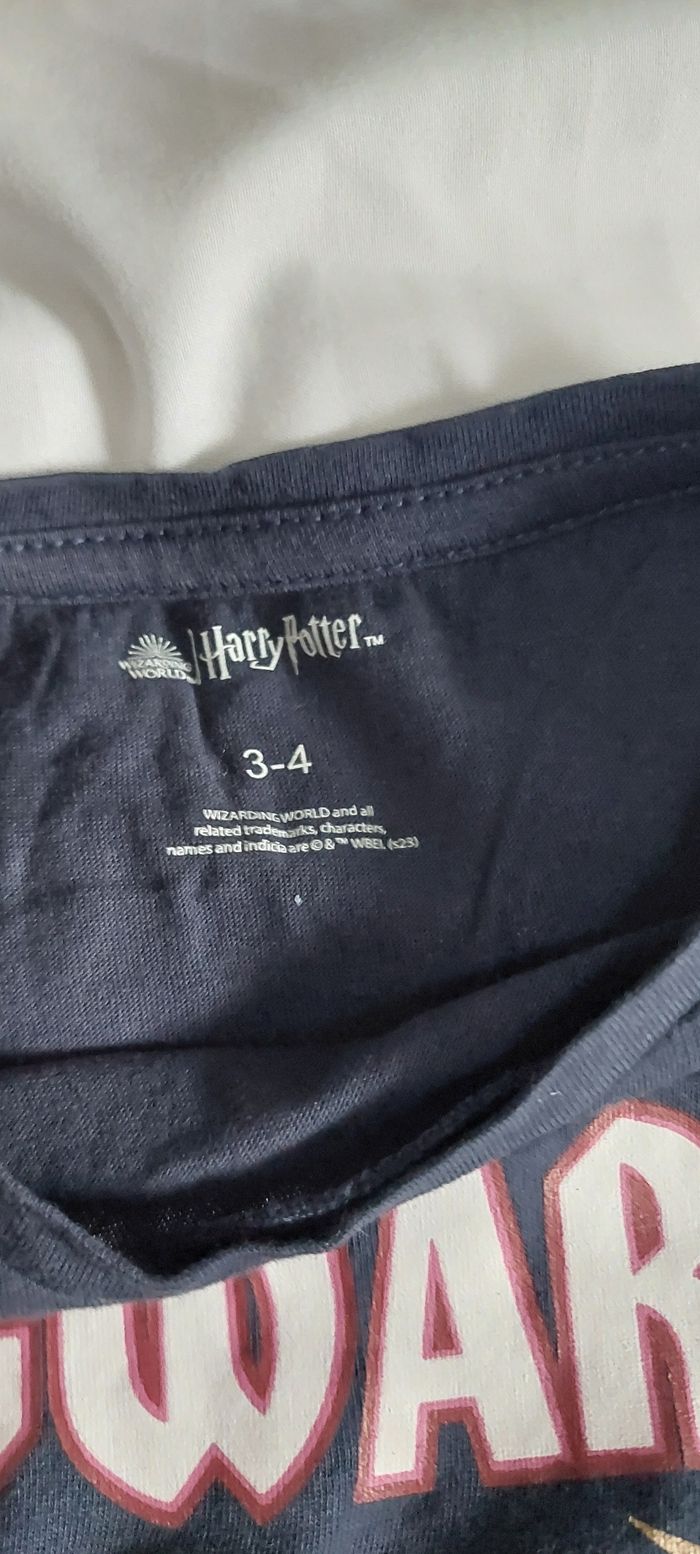 WIZARDING
WORLD
Harry Potter™
3-4
WIZARDING WORLD and all
related trademarks, characters,
names and indicia are © & ™ WBEI. (s23)
GWAR